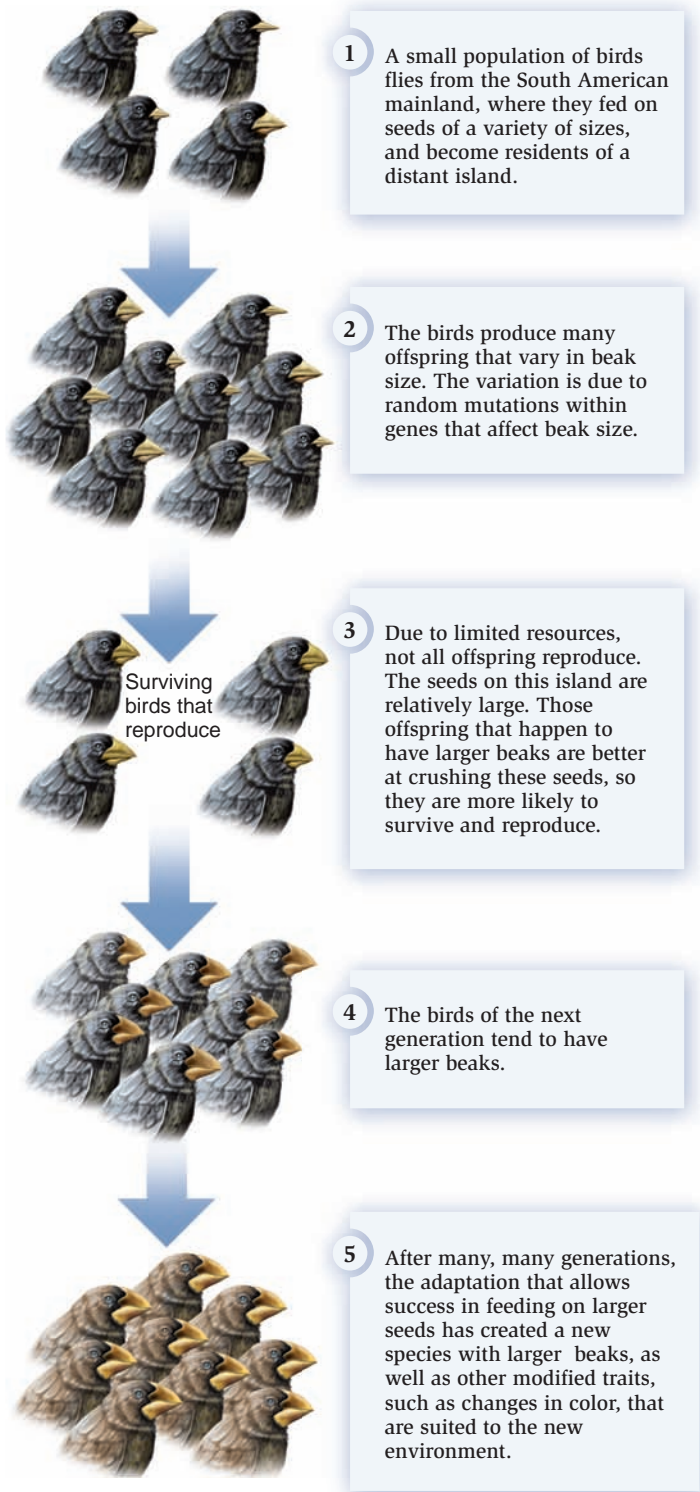 1
A small population of birds
flies from the South American
mainland, where they fed on
seeds of a variety of sizes,
and become residents of a
distant island.
2
The birds produce many
offspring that vary in beak
size. The variation is due to
random mutations within
genes that affect beak size.
Surviving
birds that
reproduce
3
Due to limited resources,
not all offspring reproduce.
The seeds on this island are
relatively large. Those
offspring that happen to
have larger beaks are better
at crushing these seeds, so
they are more likely to
survive and reproduce.
4
The birds of the next
generation tend to have
larger beaks.
5
After many, many generations,
the adaptation that allows
success in feeding on larger
seeds has created a new
species with larger beaks, as
well as other modified traits,
such as changes in color, that
are suited to the new
environment.